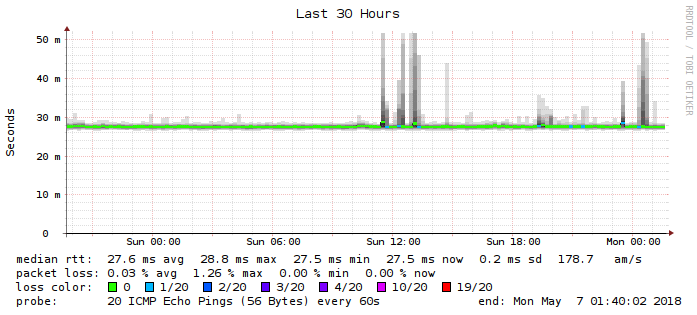 Last 30 Hours
RRDTOOL / TOBI OETIKER
Seconds
50 m
40 m
30 m
20 m
10 m
0
Sun 00:00 Sun 06:00 Sun 12:00 Sun 18:00 Mon 00:00
median rtt: 27.6 ms avg 28.8 ms max 27.5 ms min 27.5 ms now 0.2 ms sd 178.7 am/s
packet loss: 0.03 % avg 1.26 % max 0.00 % min 0.00 % now
loss color: 0 1/20 2/20 3/20 4/20 10/20 19/20
probe: 20 ICMP Echo Pings (56 Bytes) every 60s end: Mon May 7 01:40:02 2018